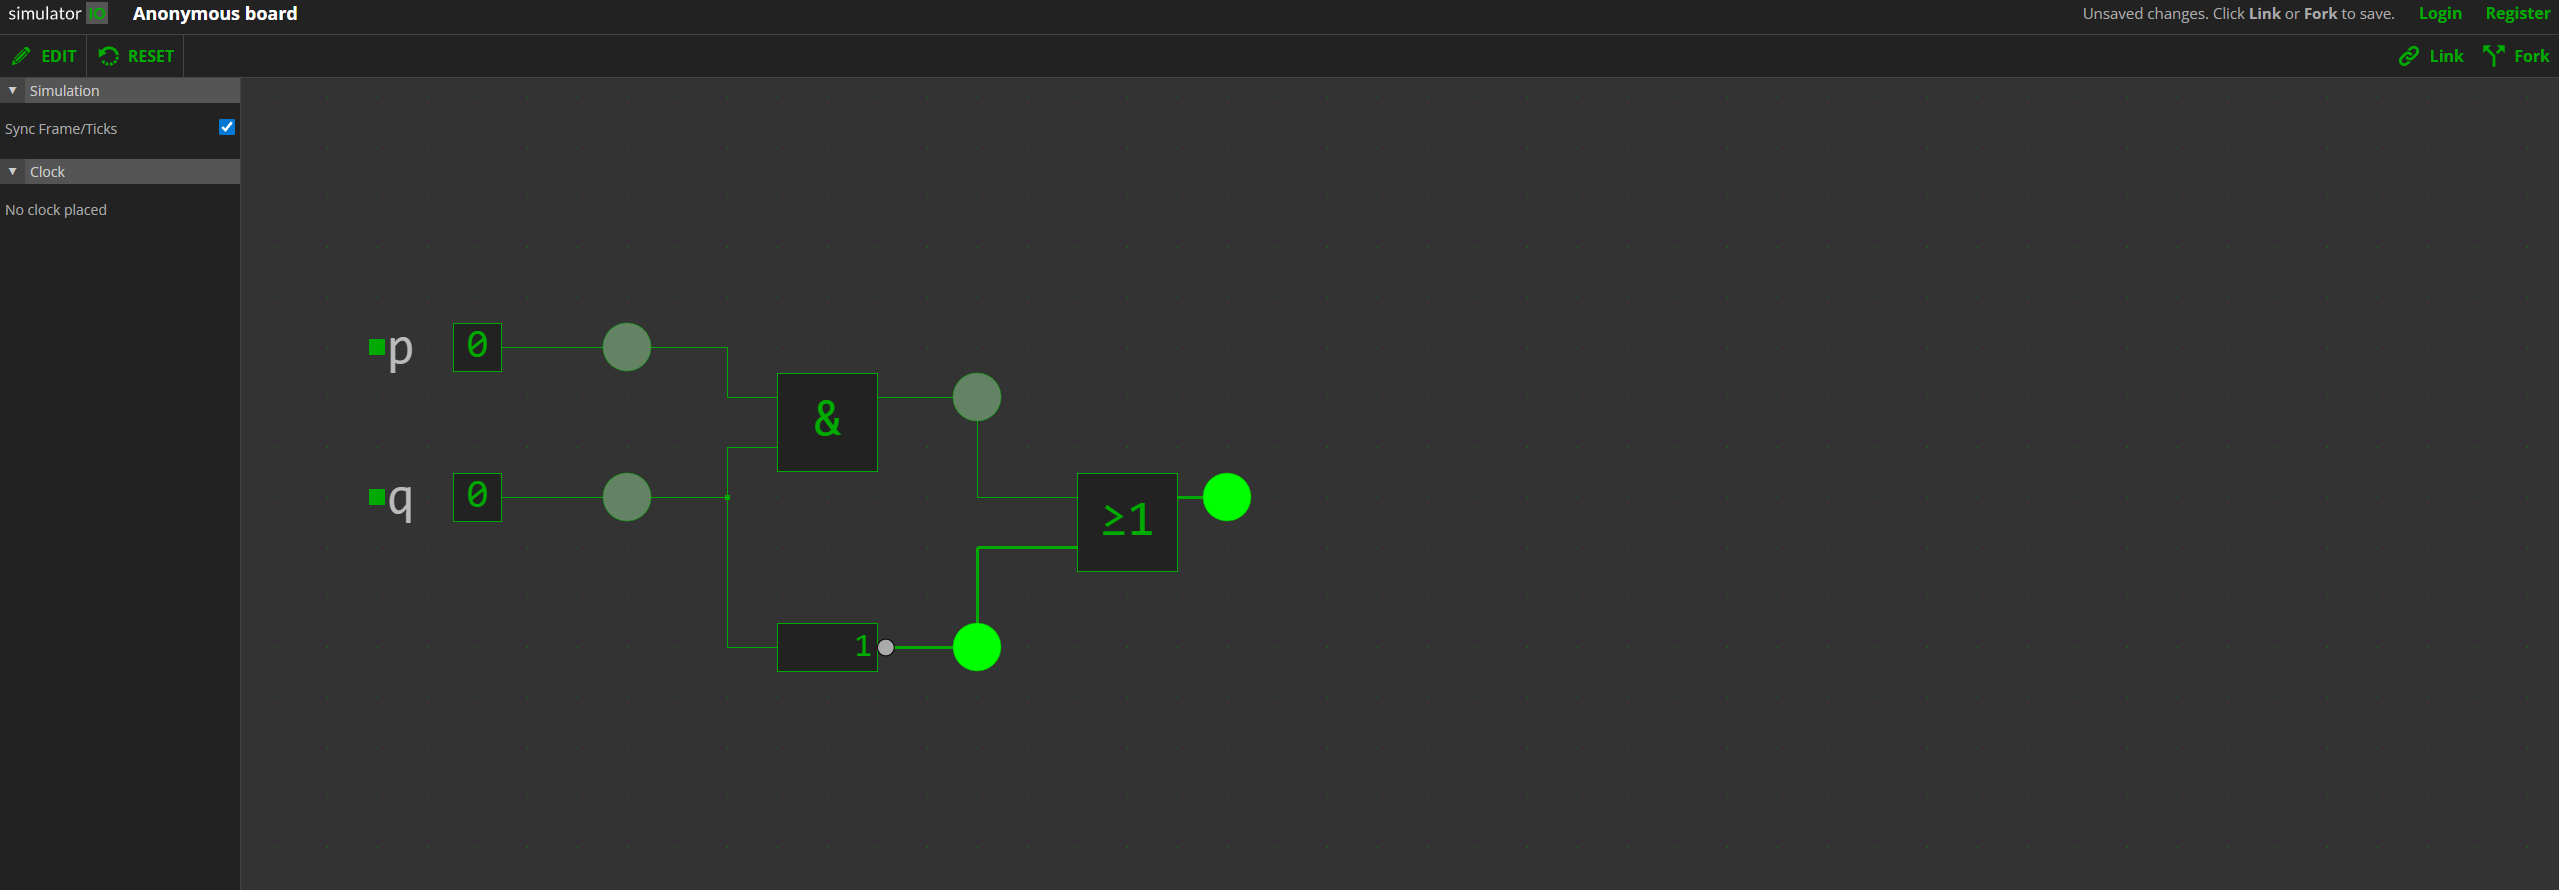 simulator IO Anonymous board Unsaved changes. Click Link or Fork to save. Login Register
EDIT RESET Link Fork
▼ Simulation
Sync Frame/Ticks
▼ Clock
No clock placed
p 0
&
q 0
≥1
1